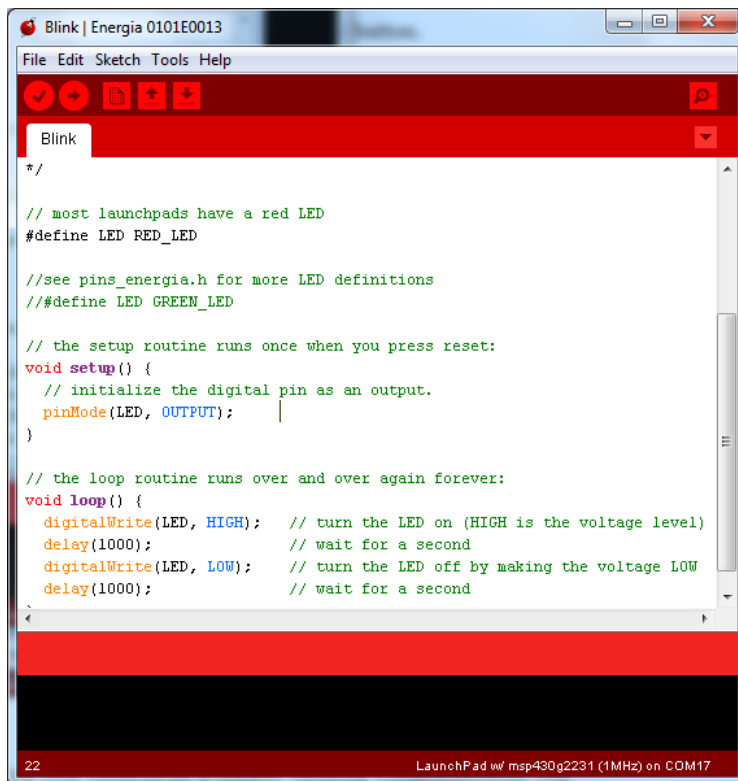 Blink | Energia 0101E0013
File Edit Sketch Tools Help
Blink
*/
// most launchpads have a red LED
#define LED RED_LED
//see pins_energia.h for more LED definitions
//#define LED GREEN_LED
// the setup routine runs once when you press reset:
void setup() {
  // initialize the digital pin as an output.
  pinMode(LED, OUTPUT);
}
// the loop routine runs over and over again forever:
void loop() {
  digitalWrite(LED, HIGH);   // turn the LED on (HIGH is the voltage level)
  delay(1000);               // wait for a second
  digitalWrite(LED, LOW);    // turn the LED off by making the voltage LOW
  delay(1000);               // wait for a second
22 LaunchPad w/ msp430g2231 (1MHz) on COM17